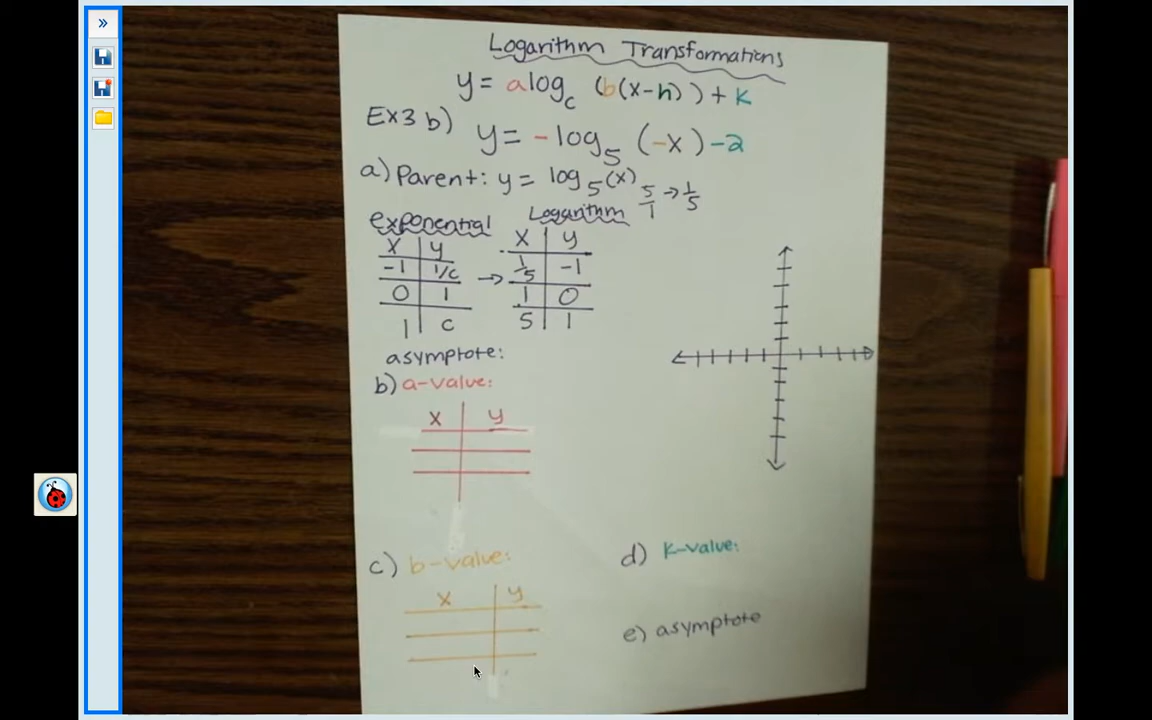 »
Logarithm Transformations
y = a log_c (b(x-h)) + k
Ex3 b) y = -log_5 (-x) -2
a) Parent: y = log_5(x) 5/1 → 1/5
exponential Logarithm
x y x y
-1 1/c → 1/5 -1
0 1 1 0
1 c 5 1
asymptote:
b) a-value:
x y
c) b-value:
x y
d) k-value:
e) asymptote